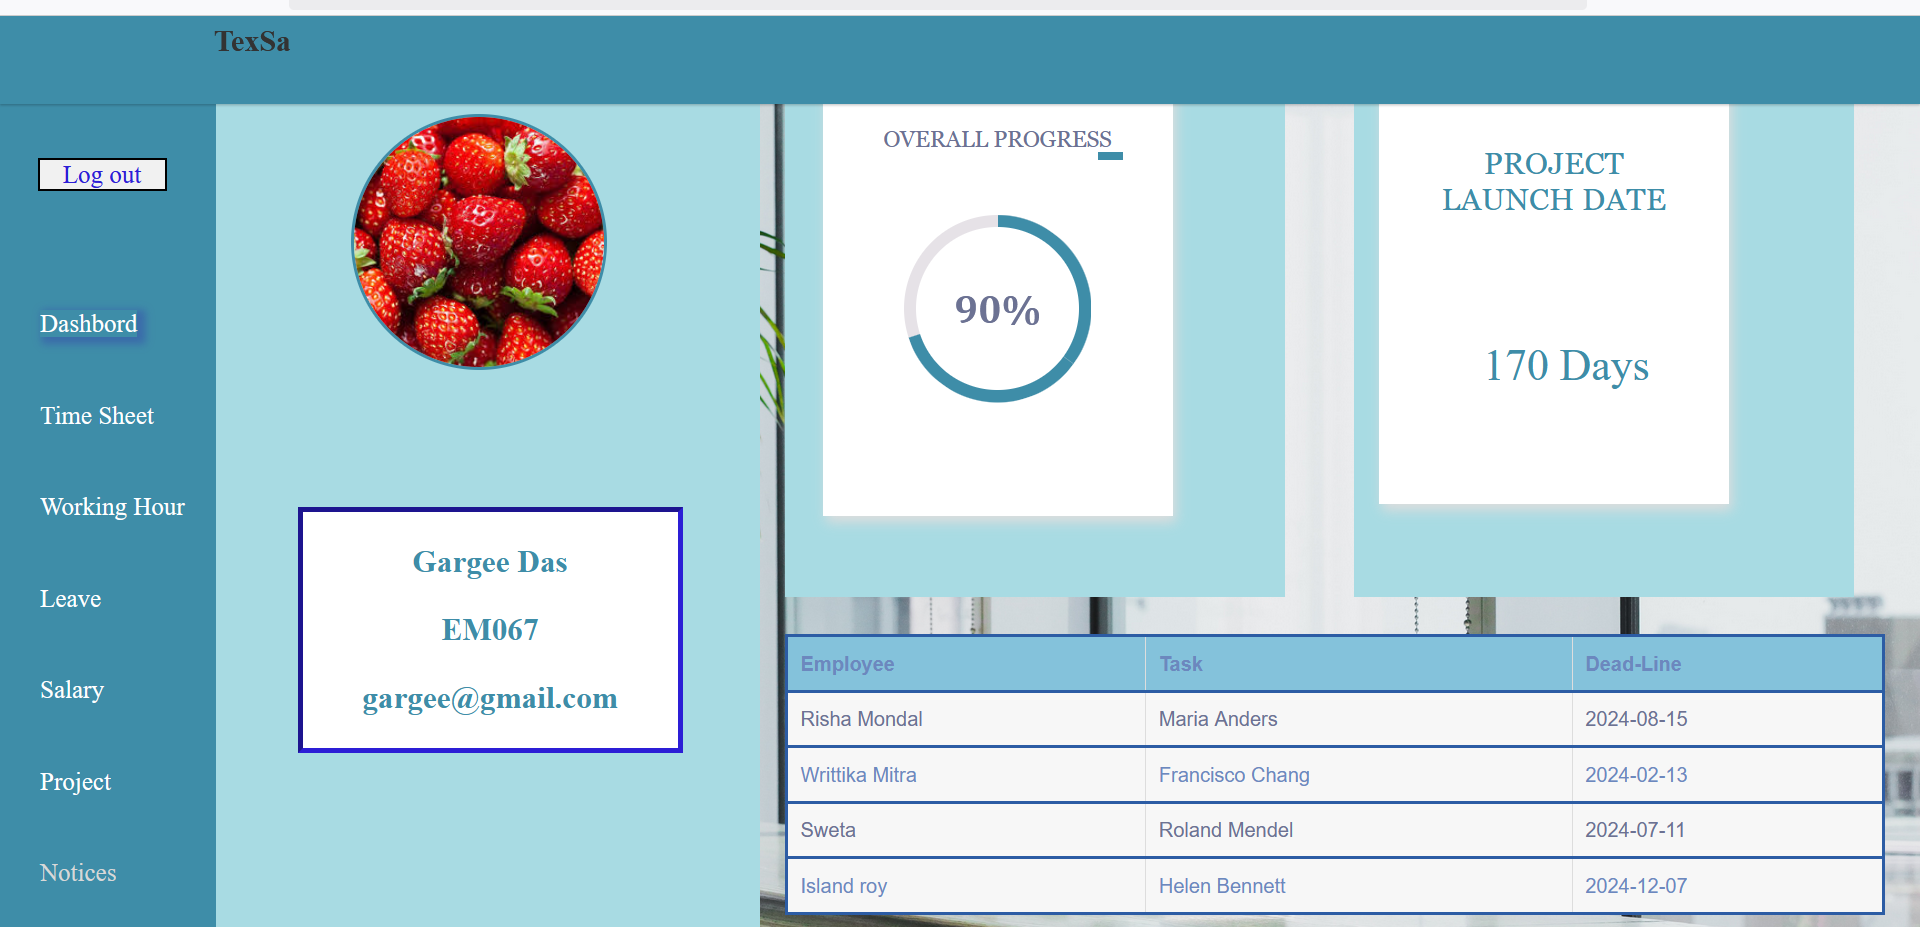 TexSa
Log out
Dashbord
Time Sheet
Working Hour
Leave
Salary
Project
Notices
Gargee Das
EM067
gargee@gmail.com
OVERALL PROGRESS
90%
PROJECT
LAUNCH DATE
170 Days
Employee Task Dead-Line
Risha Mondal Maria Anders 2024-08-15
Writtika Mitra Francisco Chang 2024-02-13
Sweta Roland Mendel 2024-07-11
Island roy Helen Bennett 2024-12-07